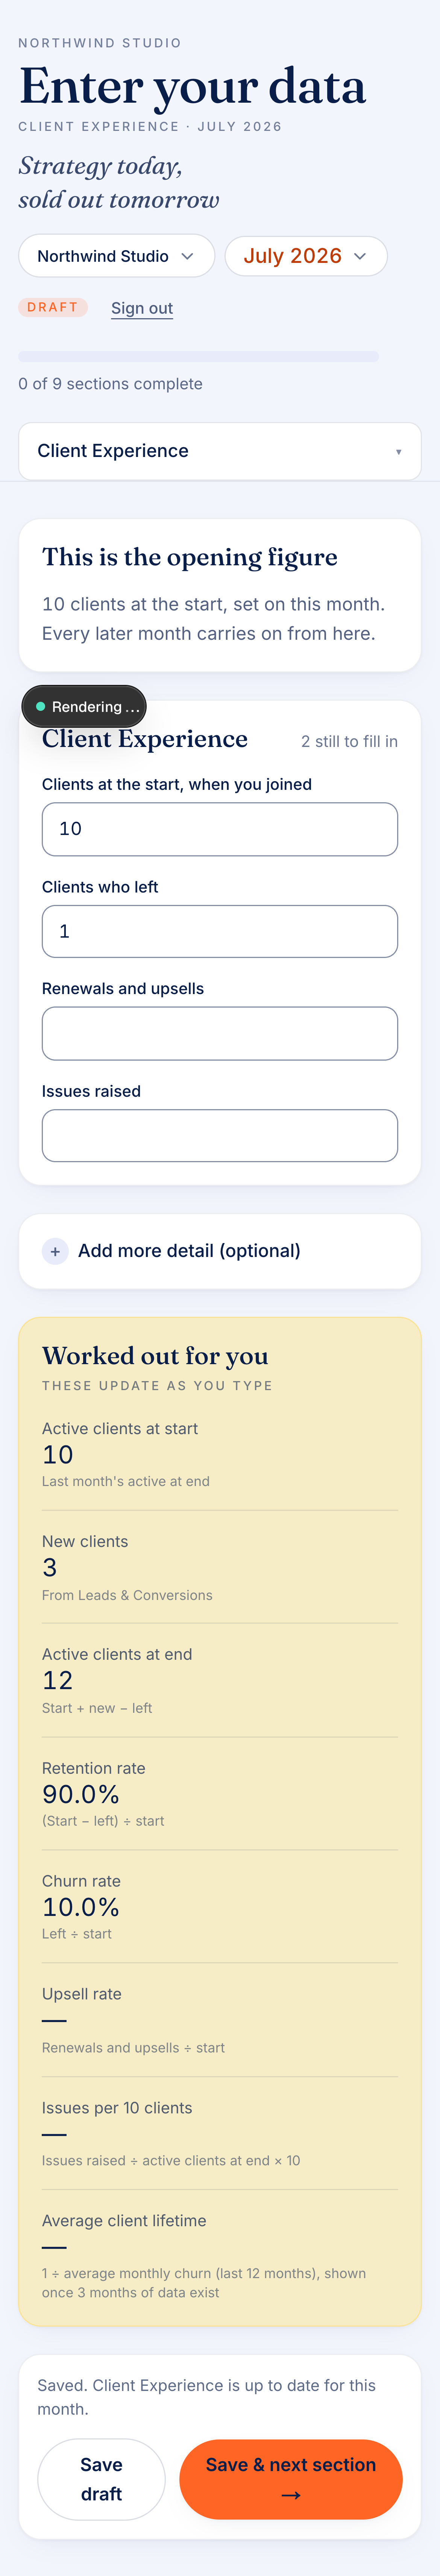 NORTHWIND STUDIO
Enter your data
CLIENT EXPERIENCE · JULY 2026
Strategy today,
sold out tomorrow
Northwind Studio
July 2026
DRAFT
Sign out
0 of 9 sections complete
Client Experience
This is the opening figure
10 clients at the start, set on this month.
Every later month carries on from here.
Rendering ...
Client Experience
2 still to fill in
Clients at the start, when you joined
10
Clients who left
1
Renewals and upsells
Issues raised
+ Add more detail (optional)
Worked out for you
THESE UPDATE AS YOU TYPE
Active clients at start
10
Last month's active at end
New clients
3
From Leads & Conversions
Active clients at end
12
Start + new − left
Retention rate
90.0%
(Start − left) ÷ start
Churn rate
10.0%
Left ÷ start
Upsell rate
—
Renewals and upsells ÷ start
Issues per 10 clients
—
Issues raised ÷ active clients at end × 10
Average client lifetime
—
1 ÷ average monthly churn (last 12 months), shown
once 3 months of data exist
Saved. Client Experience is up to date for this
month.
Save
draft
Save & next section
→